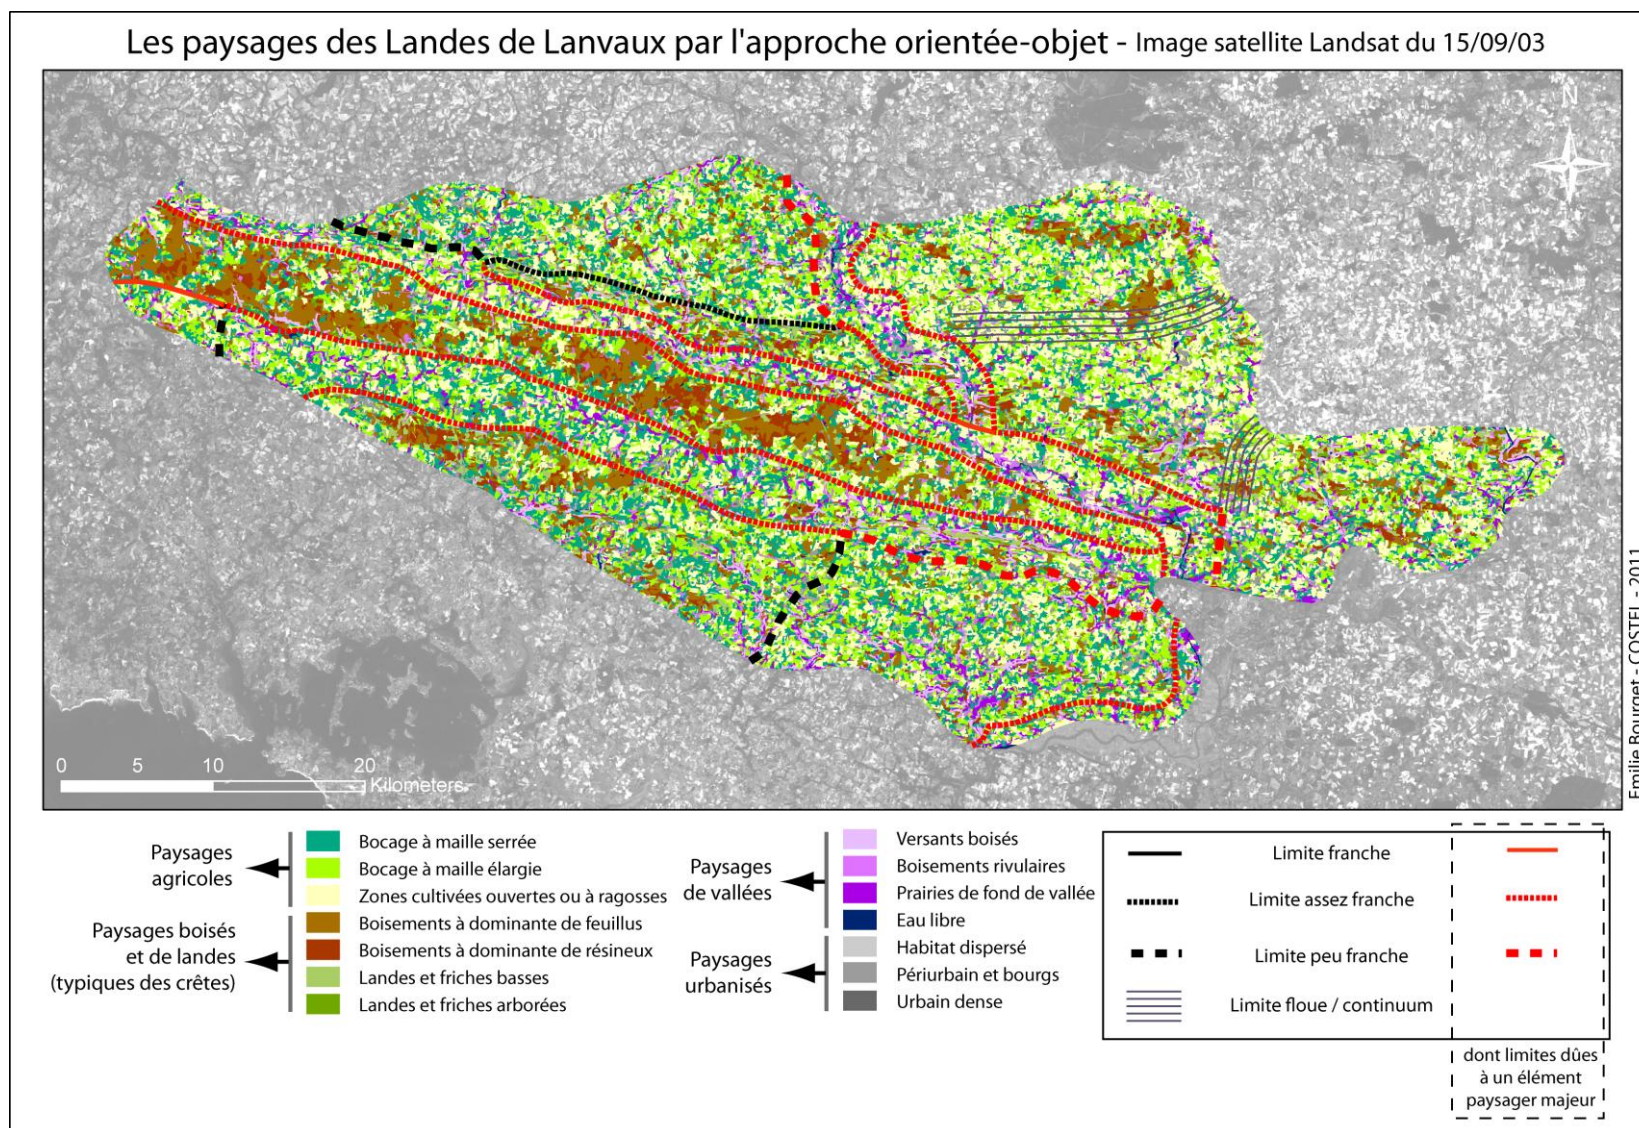 Les paysages des Landes de Lanvaux par l'approche orientée-objet - Image satellite Landsat du 15/09/03
N
0 5 10 20
Kilometers
Emilie Bourget - COSTEL - 2011
Paysages
agricoles
Bocage à maille serrée
Bocage à maille élargie
Zones cultivées ouvertes ou à ragosses
Paysages boisés
et de landes
(typiques des crêtes)
Boisements à dominante de feuillus
Boisements à dominante de résineux
Landes et friches basses
Landes et friches arborées
Paysages
de vallées
Versants boisés
Boisements rivulaires
Prairies de fond de vallée
Eau libre
Paysages
urbanisés
Habitat dispersé
Périurbain et bourgs
Urbain dense
Limite franche
Limite assez franche
Limite peu franche
Limite floue / continuum
dont limites dûes
à un élément
paysager majeur